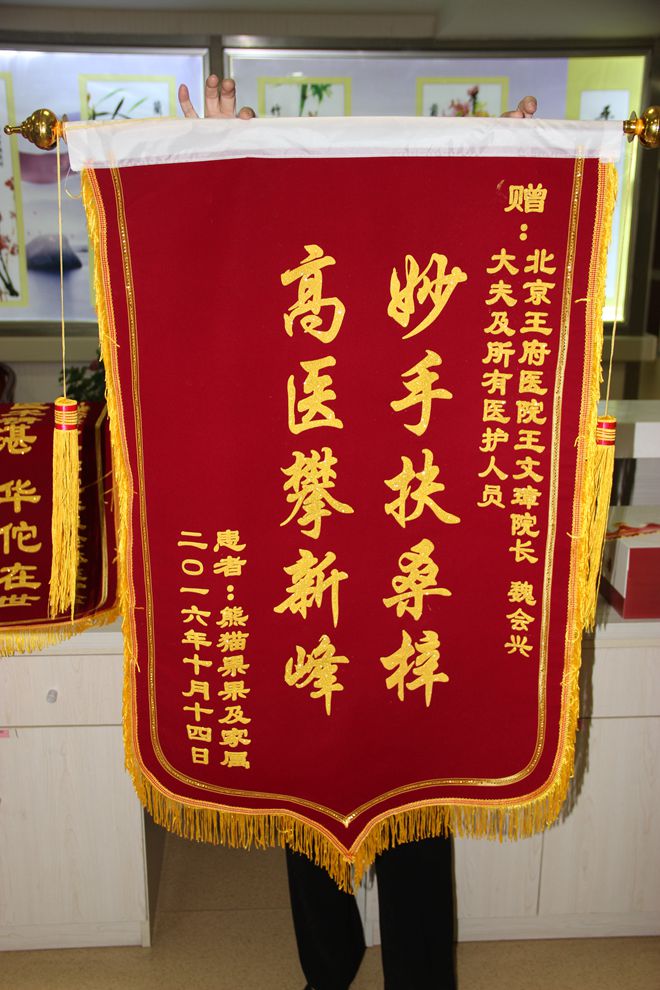 赠：
北京王府医院王文璋院长 魏会兴
大夫及所有医护人员
妙手扶桑梓
高医攀新峰
患者：熊猫果果及家属
二〇一六年十月十四日
湛 华佗在世